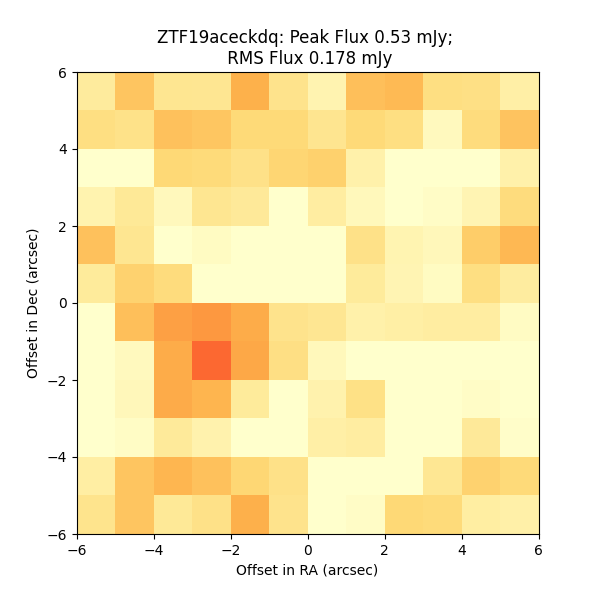 ZTF19aceckdq: Peak Flux 0.53 mJy;
RMS Flux 0.178 mJy
6
4
2
0
−2
−4
−6
Offset in Dec (arcsec)
−6 −4 −2 0 2 4 6
Offset in RA (arcsec)